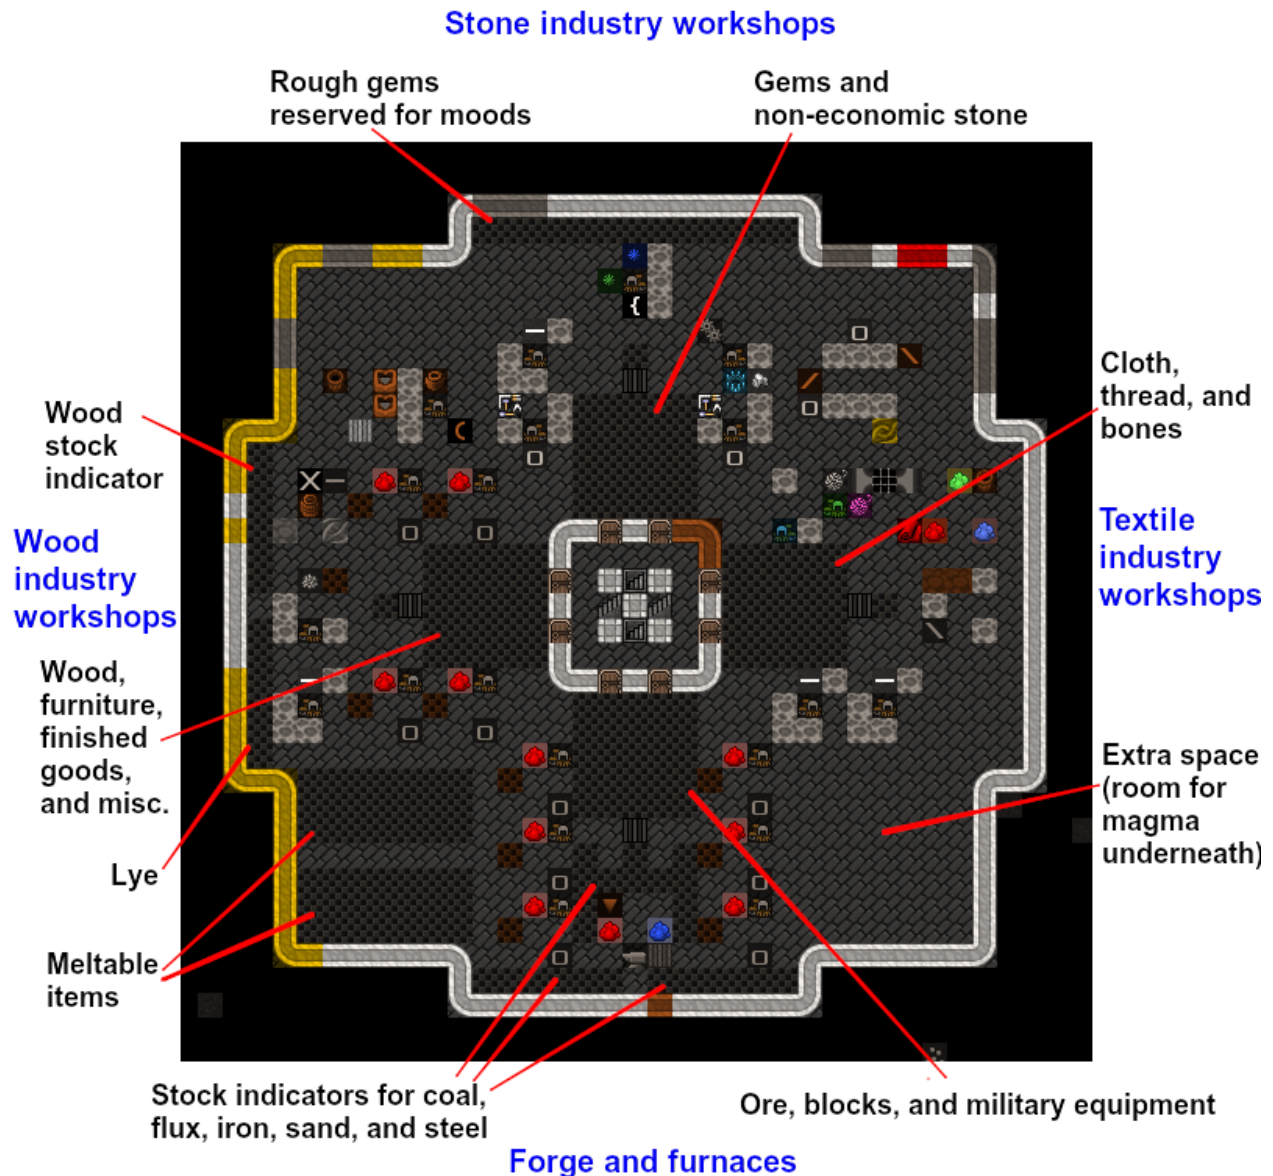 Stone industry workshops
Rough gems
reserved for moods
Gems and
non-economic stone
Cloth,
thread, and
bones
Wood
stock
indicator
Textile
industry
workshops
Wood
industry
workshops
Wood,
furniture,
finished
goods,
and misc.
Extra space
(room for
magma
underneath)
Lye
Meltable
items
Stock indicators for coal,
flux, iron, sand, and steel
Ore, blocks, and military equipment
Forge and furnaces